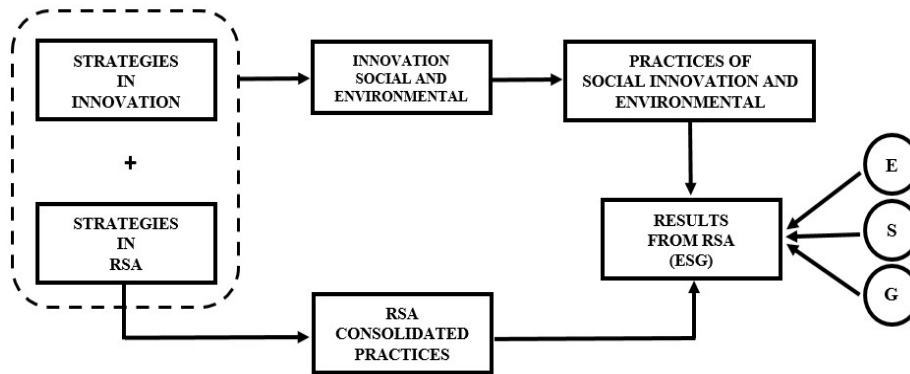 STRATEGIES
IN
INNOVATION
+
STRATEGIES
IN
RSA
INNOVATION
SOCIAL AND
ENVIRONMENTAL
PRACTICES OF
SOCIAL INNOVATION AND
ENVIRONMENTAL
RSA
CONSOLIDATED
PRACTICES
RESULTS
FROM RSA
(ESG)
E
S
G